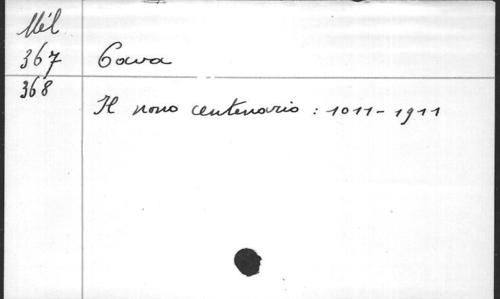 Mél
367 Cava
368
Il nono centenario : 1011-1911